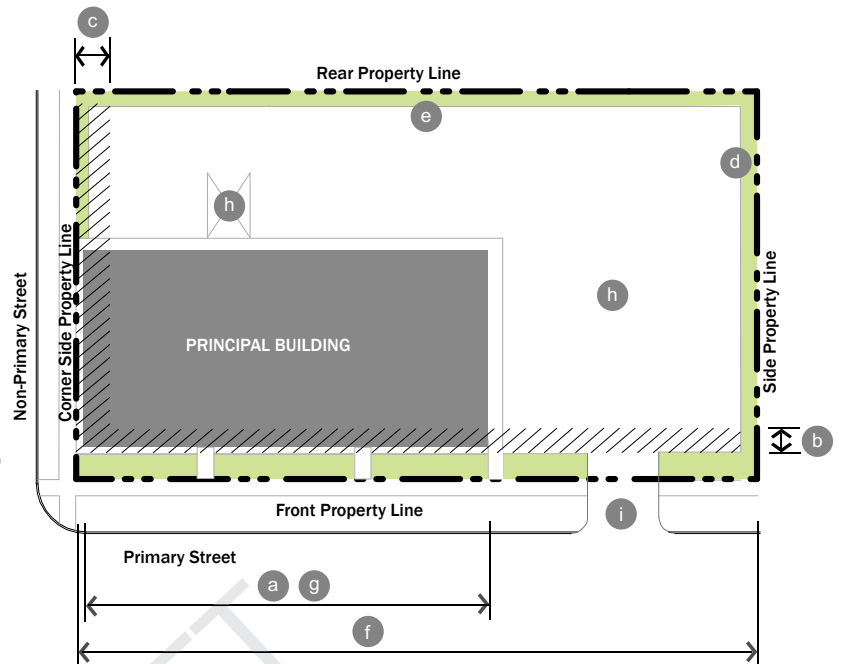 c
Rear Property Line
e
d
h
h
Non-Primary Street
Corner Side Property Line
PRINCIPAL BUILDING
Side Property Line
b
Front Property Line
i
Primary Street
a g
f